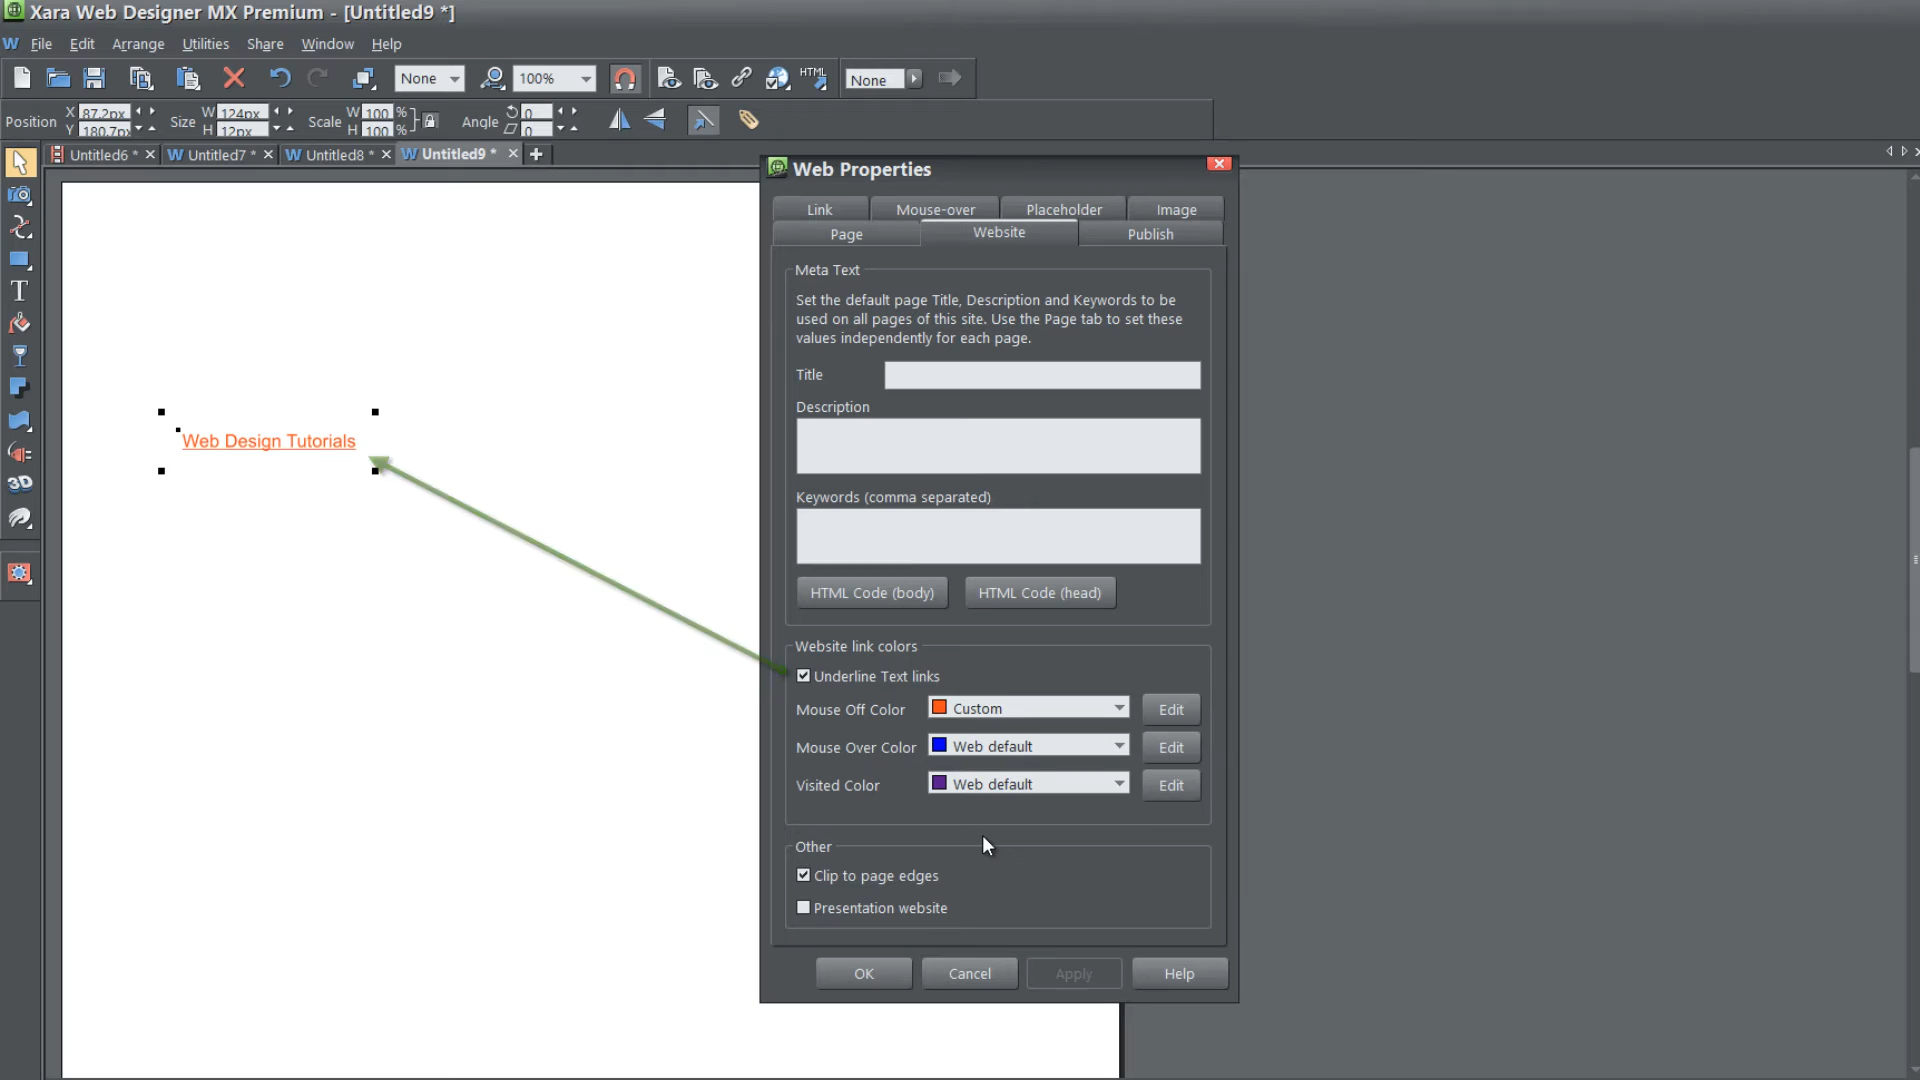 Xara Web Designer MX Premium - [Untitled9 *]
W File Edit Arrange Utilities Share Window Help
None 100% HTML None
Position X 87.2px Y 180.7px Size W 124px H 12px Scale W 100 % H 100 % Angle 0 0
Untitled6 * W Untitled7 * W Untitled8 * W Untitled9 *
T
3D
Web Design Tutorials
Web Properties
Link Mouse-over Placeholder Image
Page Website Publish
Meta Text
Set the default page Title, Description and Keywords to be
used on all pages of this site. Use the Page tab to set these
values independently for each page.
Title
Description
Keywords (comma separated)
HTML Code (body) HTML Code (head)
Website link colors
Underline Text links
Mouse Off Color Custom Edit
Mouse Over Color Web default Edit
Visited Color Web default Edit
Other
Clip to page edges
Presentation website
OK Cancel Apply Help